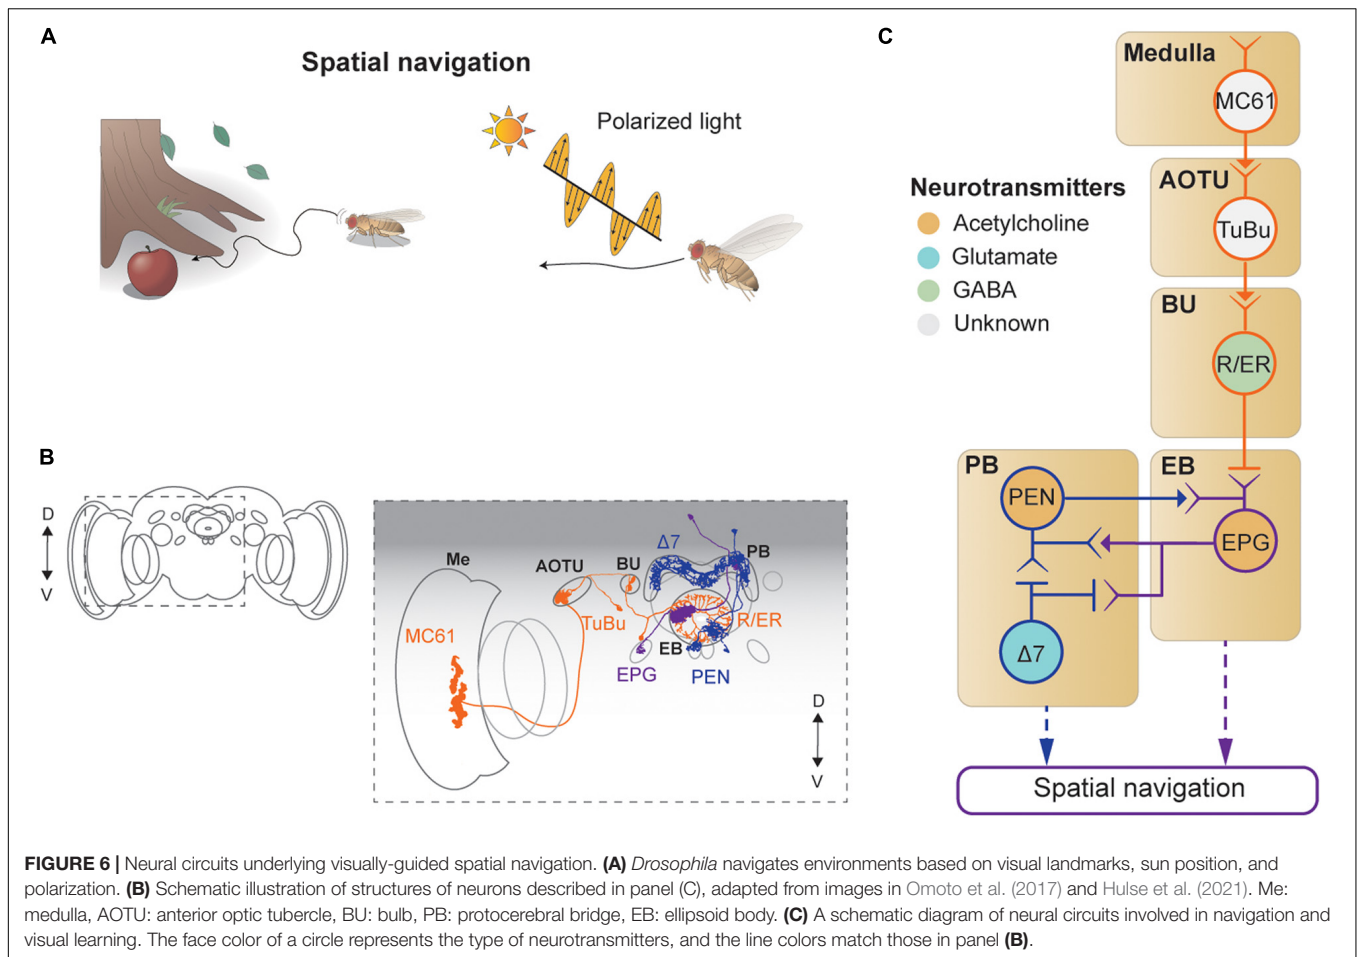 A
Spatial navigation
Polarized light
B
D
V
Me
MC61
AOTU
TuBu
BU
Δ7
PB
R/ER
EB
EPG
PEN
D
V
C
Neurotransmitters
Acetylcholine
Glutamate
GABA
Unknown
Medulla
MC61
AOTU
TuBu
BU
R/ER
PB
PEN
EB
EPG
Δ7
Spatial navigation
FIGURE 6 | Neural circuits underlying visually-guided spatial navigation. (A) Drosophila navigates environments based on visual landmarks, sun position, and
polarization. (B) Schematic illustration of structures of neurons described in panel (C), adapted from images in Omoto et al. (2017) and Hulse et al. (2021). Me:
medulla, AOTU: anterior optic tubercle, BU: bulb, PB: protocerebral bridge, EB: ellipsoid body. (C) A schematic diagram of neural circuits involved in navigation and
visual learning. The face color of a circle represents the type of neurotransmitters, and the line colors match those in panel (B).